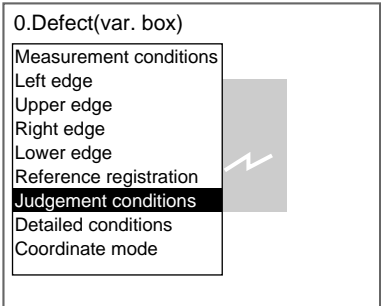 0.Defect(var. box)
Measurement conditions
Left edge
Upper edge
Right edge
Lower edge
Reference registration
Judgement conditions
Detailed conditions
Coordinate mode